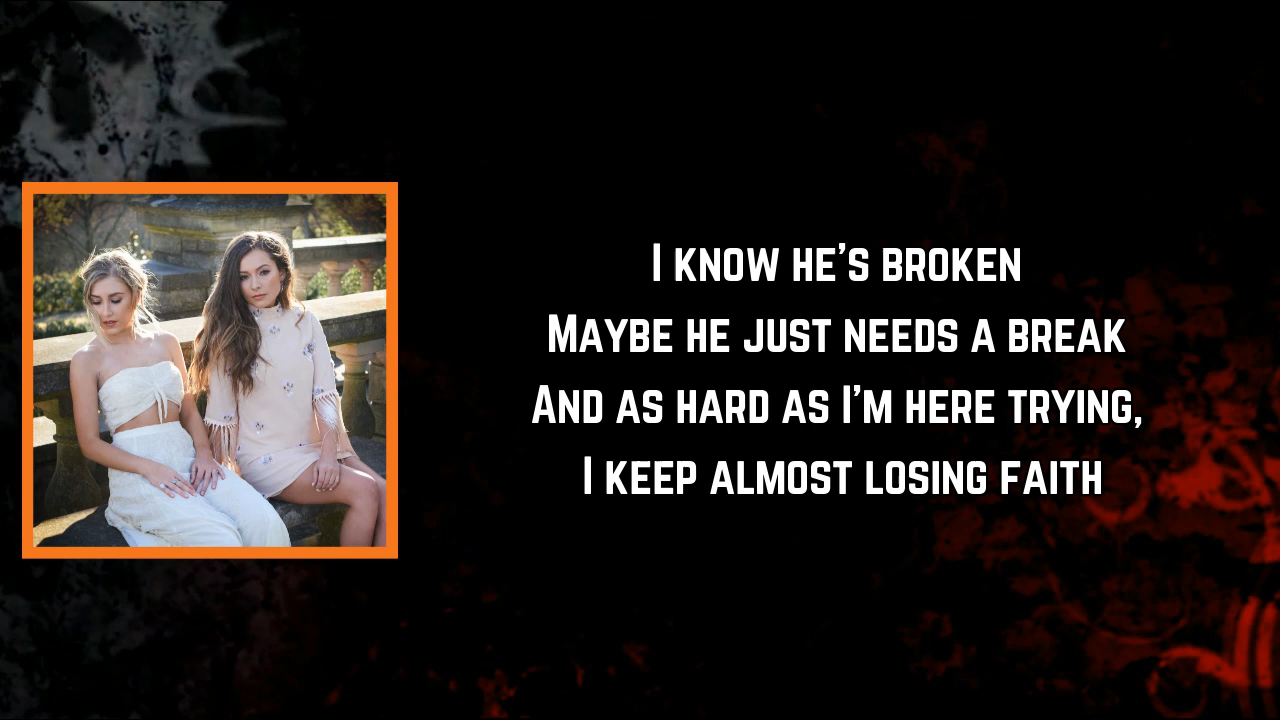 I know he's broken
Maybe he just needs a break
And as hard as I'm here trying,
I keep almost losing faith